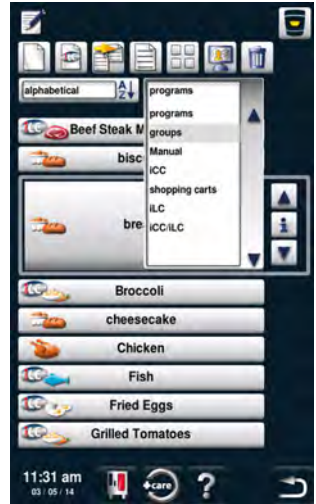 alphabetical
A
Z
programs
programs
groups
Manual
iCC
shopping carts
iLC
iCC/iLC
Beef Steak M
bisc
bre
i
Broccoli
cheesecake
Chicken
Fish
Fried Eggs
Grilled Tomatoes
11:31 am
03 / 05 / 14
+care
?